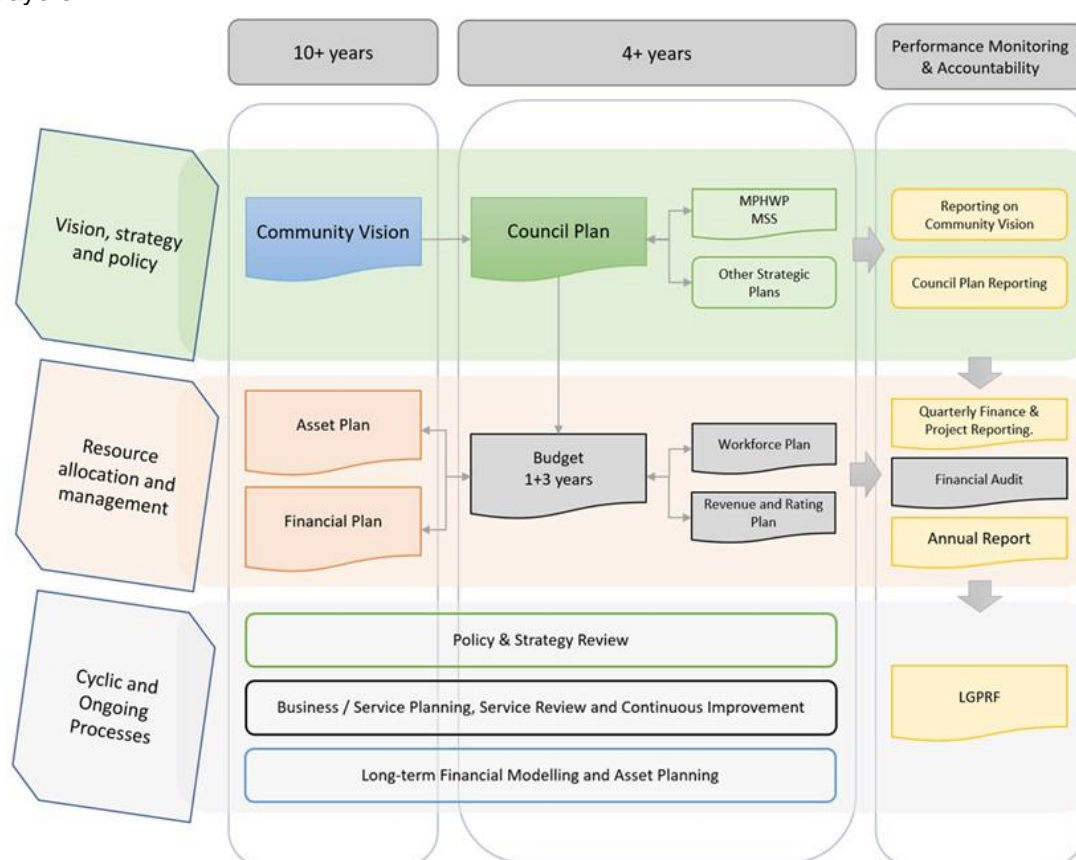 10+ years
4+ years
Performance Monitoring
& Accountability
Vision, strategy
and policy
Community Vision
Council Plan
MPHWP
MSS
Other Strategic
Plans
Reporting on
Community Vision
Council Plan Reporting
Resource
allocation and
management
Asset Plan
Financial Plan
Budget
1+3 years
Workforce Plan
Revenue and Rating
Plan
Quarterly Finance &
Project Reporting.
Financial Audit
Annual Report
Cyclic and
Ongoing
Processes
Policy & Strategy Review
Business / Service Planning, Service Review and Continuous Improvement
Long-term Financial Modelling and Asset Planning
LGPRF